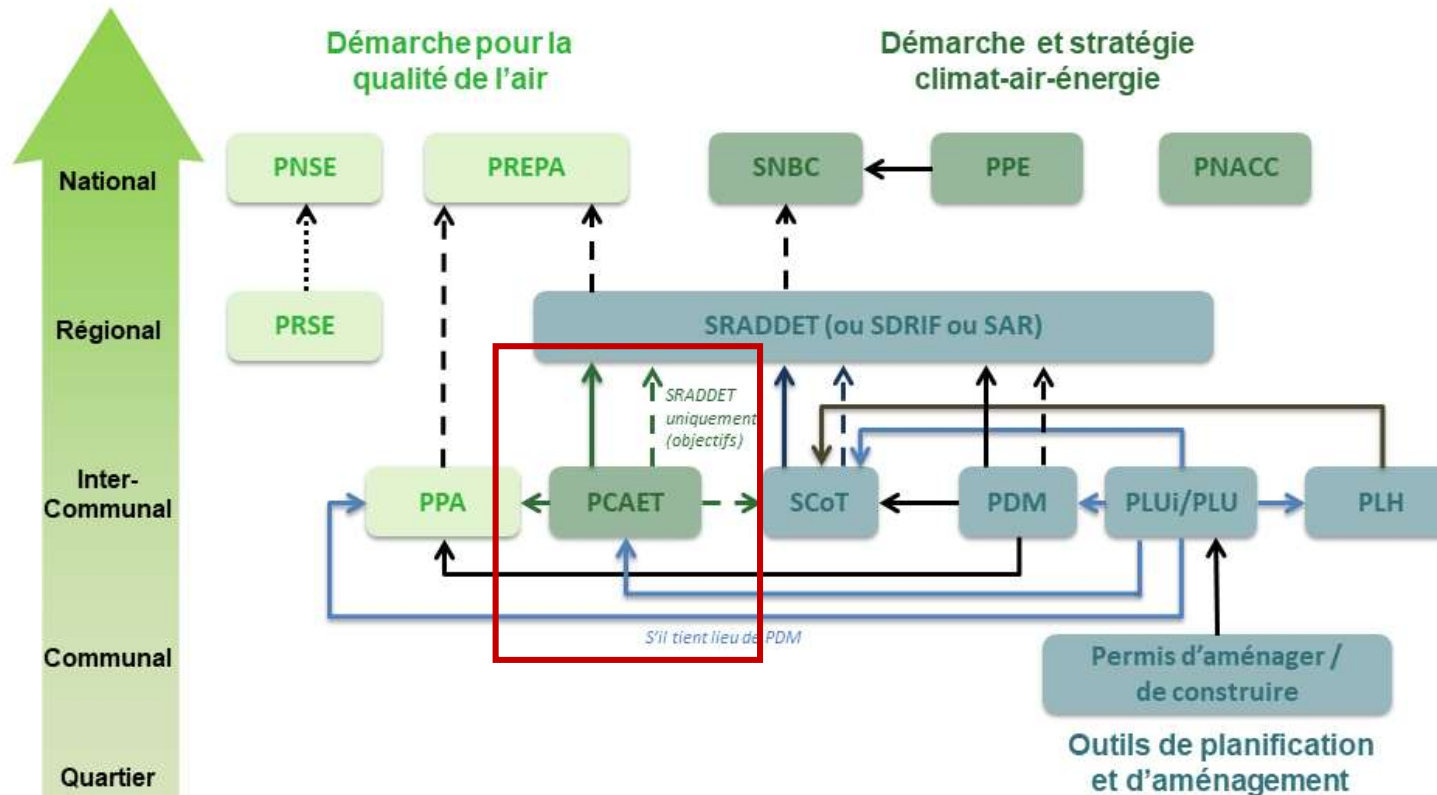 Démarche pour la
qualité de l'air
Démarche et stratégie
climat-air-énergie
National
PNSE
PREPA
SNBC
PPE
PNACC
Régional
PRSE
SRADDET (ou SDRIF ou SAR)
SRADDET
uniquement
(objectifs)
Inter-
Communal
PPA
PCAET
SCoT
PDM
PLUi/PLU
PLH
S'il tient lieu de PDM
Communal
Permis d'aménager /
de construire
Outils de planification
et d'aménagement
Quartier